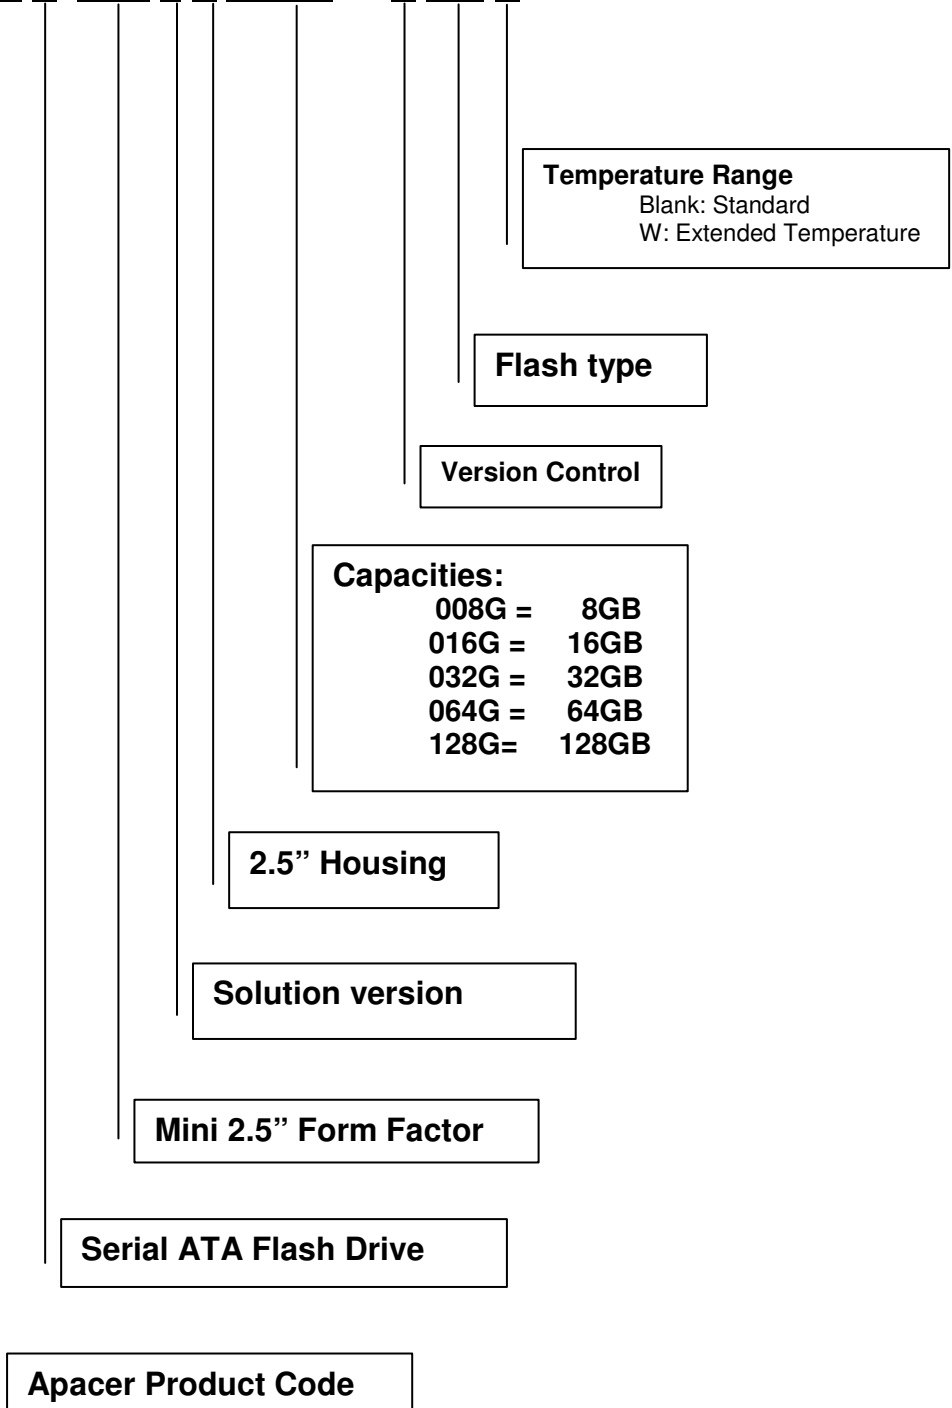 Temperature Range
Blank: Standard
W: Extended Temperature
Flash type
Version Control
Capacities:
008G = 8GB
016G = 16GB
032G = 32GB
064G = 64GB
128G= 128GB
2.5” Housing
Solution version
Mini 2.5” Form Factor
Serial ATA Flash Drive
Apacer Product Code